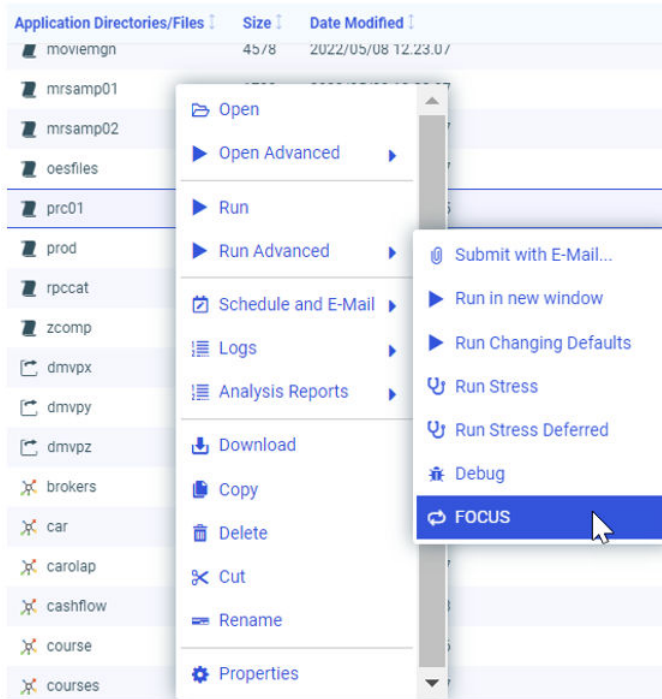 Application Directories/Files Size Date Modified
moviemgn 4578 2022/05/08 12.23.07
mrsamp01
mrsamp02
oesfiles
prc01
prod
rpccat
zcomp
dmvpx
dmvpy
dmvpz
brokers
car
carolap
cashflow
course
courses
Open
Open Advanced
Run
Run Advanced
Schedule and E-Mail
Logs
Analysis Reports
Download
Copy
Delete
Cut
Rename
Properties
Submit with E-Mail...
Run in new window
Run Changing Defaults
Run Stress
Run Stress Deferred
Debug
FOCUS